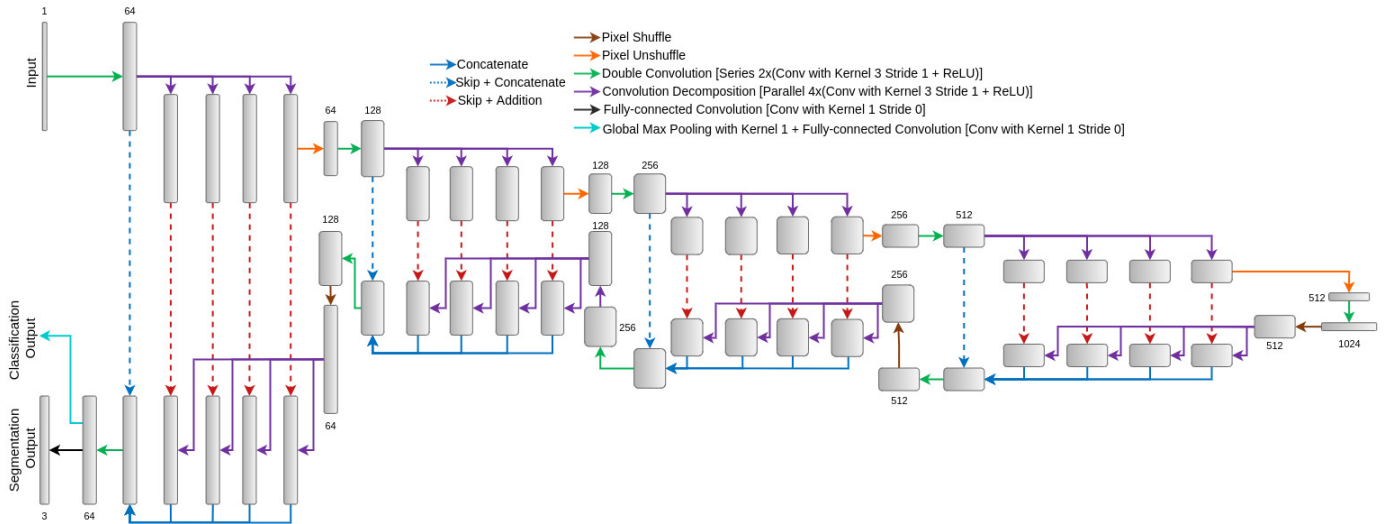 1
64
Input
Concatenate
Skip + Concatenate
Skip + Addition
Pixel Shuffle
Pixel Unshuffle
Double Convolution [Series 2x(Conv with Kernel 3 Stride 1 + ReLU)]
Convolution Decomposition [Parallel 4x(Conv with Kernel 3 Stride 1 + ReLU)]
Fully-connected Convolution [Conv with Kernel 1 Stride 0]
Global Max Pooling with Kernel 1 + Fully-connected Convolution [Conv with Kernel 1 Stride 0]
64
128
128
256
256
512
128
128
256
512
256
512
1024
512
Classification
Output
64
Segmentation
Output
3
64